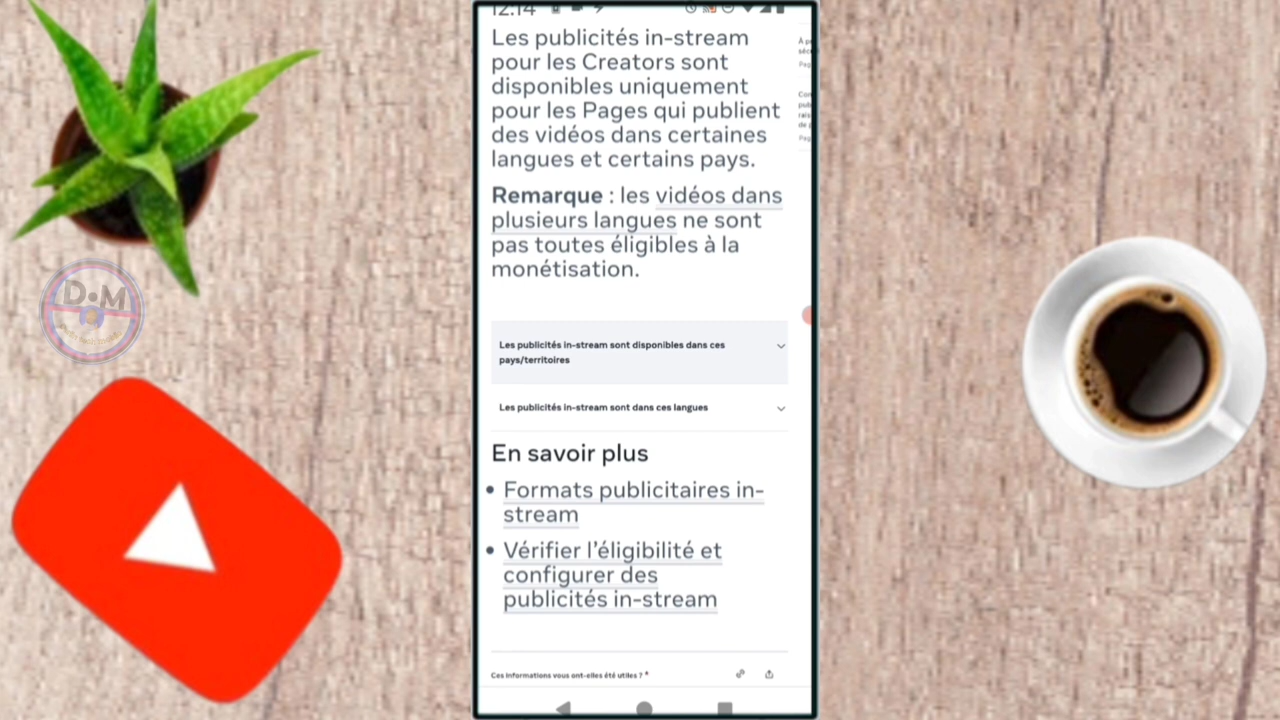 12:14
Les publicités in-stream
pour les Creators sont
disponibles uniquement
pour les Pages qui publient
des vidéos dans certaines
langues et certains pays.
Remarque : les vidéos dans
plusieurs langues ne sont
pas toutes éligibles à la
monétisation.
Les publicités in-stream sont disponibles dans ces
pays/territoires
Les publicités in-stream sont dans ces langues
En savoir plus
Formats publicitaires in-
stream
Vérifier l’éligibilité et
configurer des
publicités in-stream
Ces informations vous ont-elles été utiles ? *
D•M